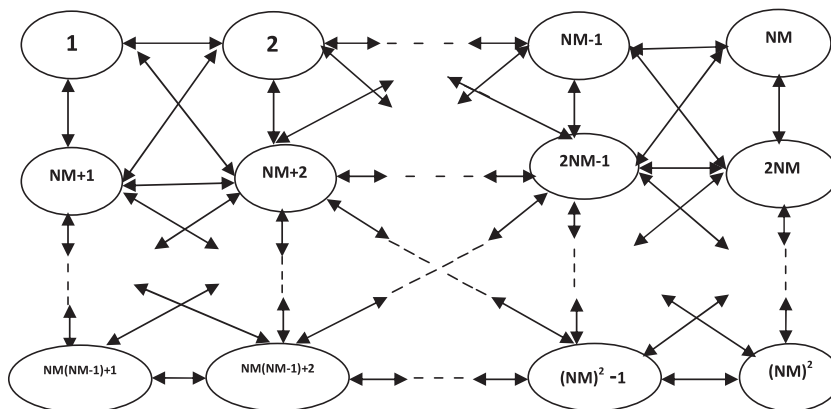 1 2 NM-1 NM
NM+1 NM+2 2NM-1 2NM
NM(NM-1)+1 NM(NM-1)+2 (NM)² -1 (NM)²